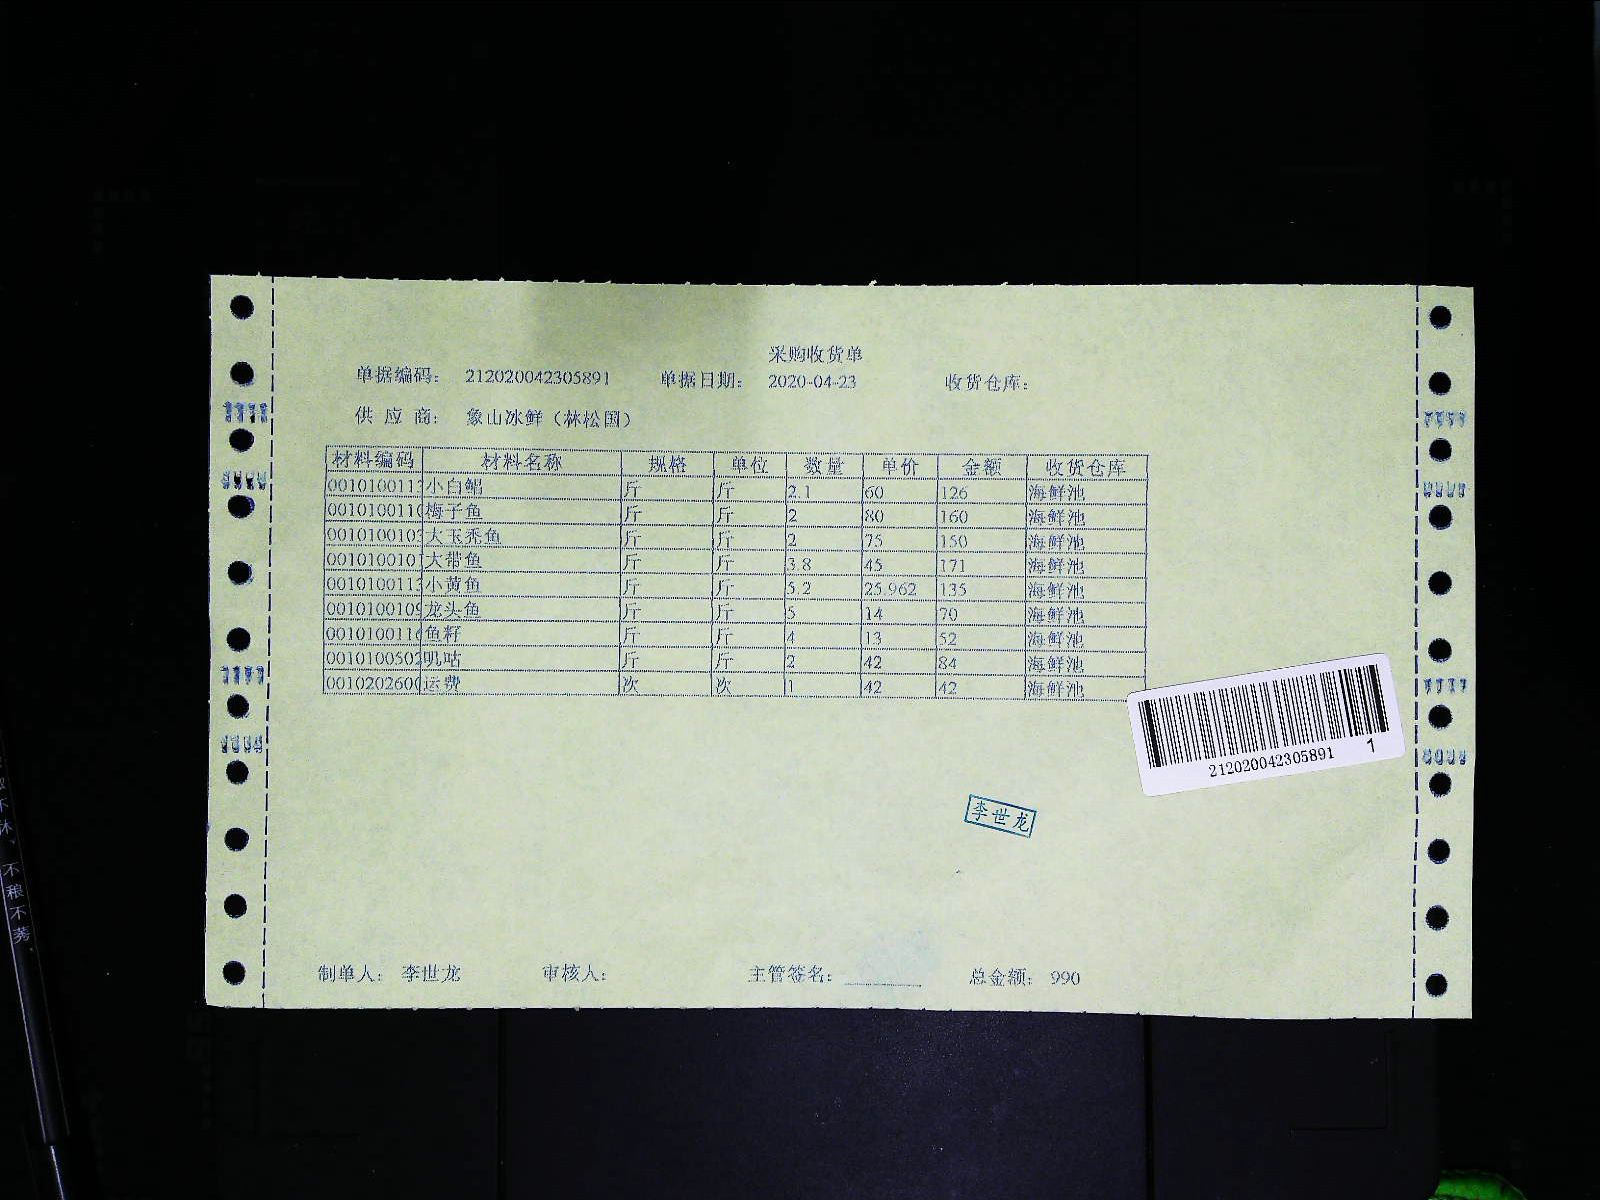 采购收货单
单据编码： 212020042305891 单据日期： 2020-04-23 收货仓库：
供 应 商： 象山冰鲜（林松国）
材料编码 材料名称 规格 单位 数量 单价 金额 收货仓库
001010011 小白鲳 斤 斤 2.1 60 126 海鲜池
001010011 梅子鱼 斤 斤 2 80 160 海鲜池
001010010 大玉秃鱼 斤 斤 2 75 150 海鲜池
001010010 大带鱼 斤 斤 3.8 45 171 海鲜池
001010011 小黄鱼 斤 斤 5.2 25.962 135 海鲜池
001010010 龙头鱼 斤 斤 5 14 70 海鲜池
001010011 鱼籽 斤 斤 4 13 52 海鲜池
001010050 叽咕 斤 斤 2 42 84 海鲜池
001020260 运费 次 次 1 42 42 海鲜池
212020042305891 1
李世龙
制单人： 李世龙 审核人： 主管签名： 总金额： 990
不稂不莠